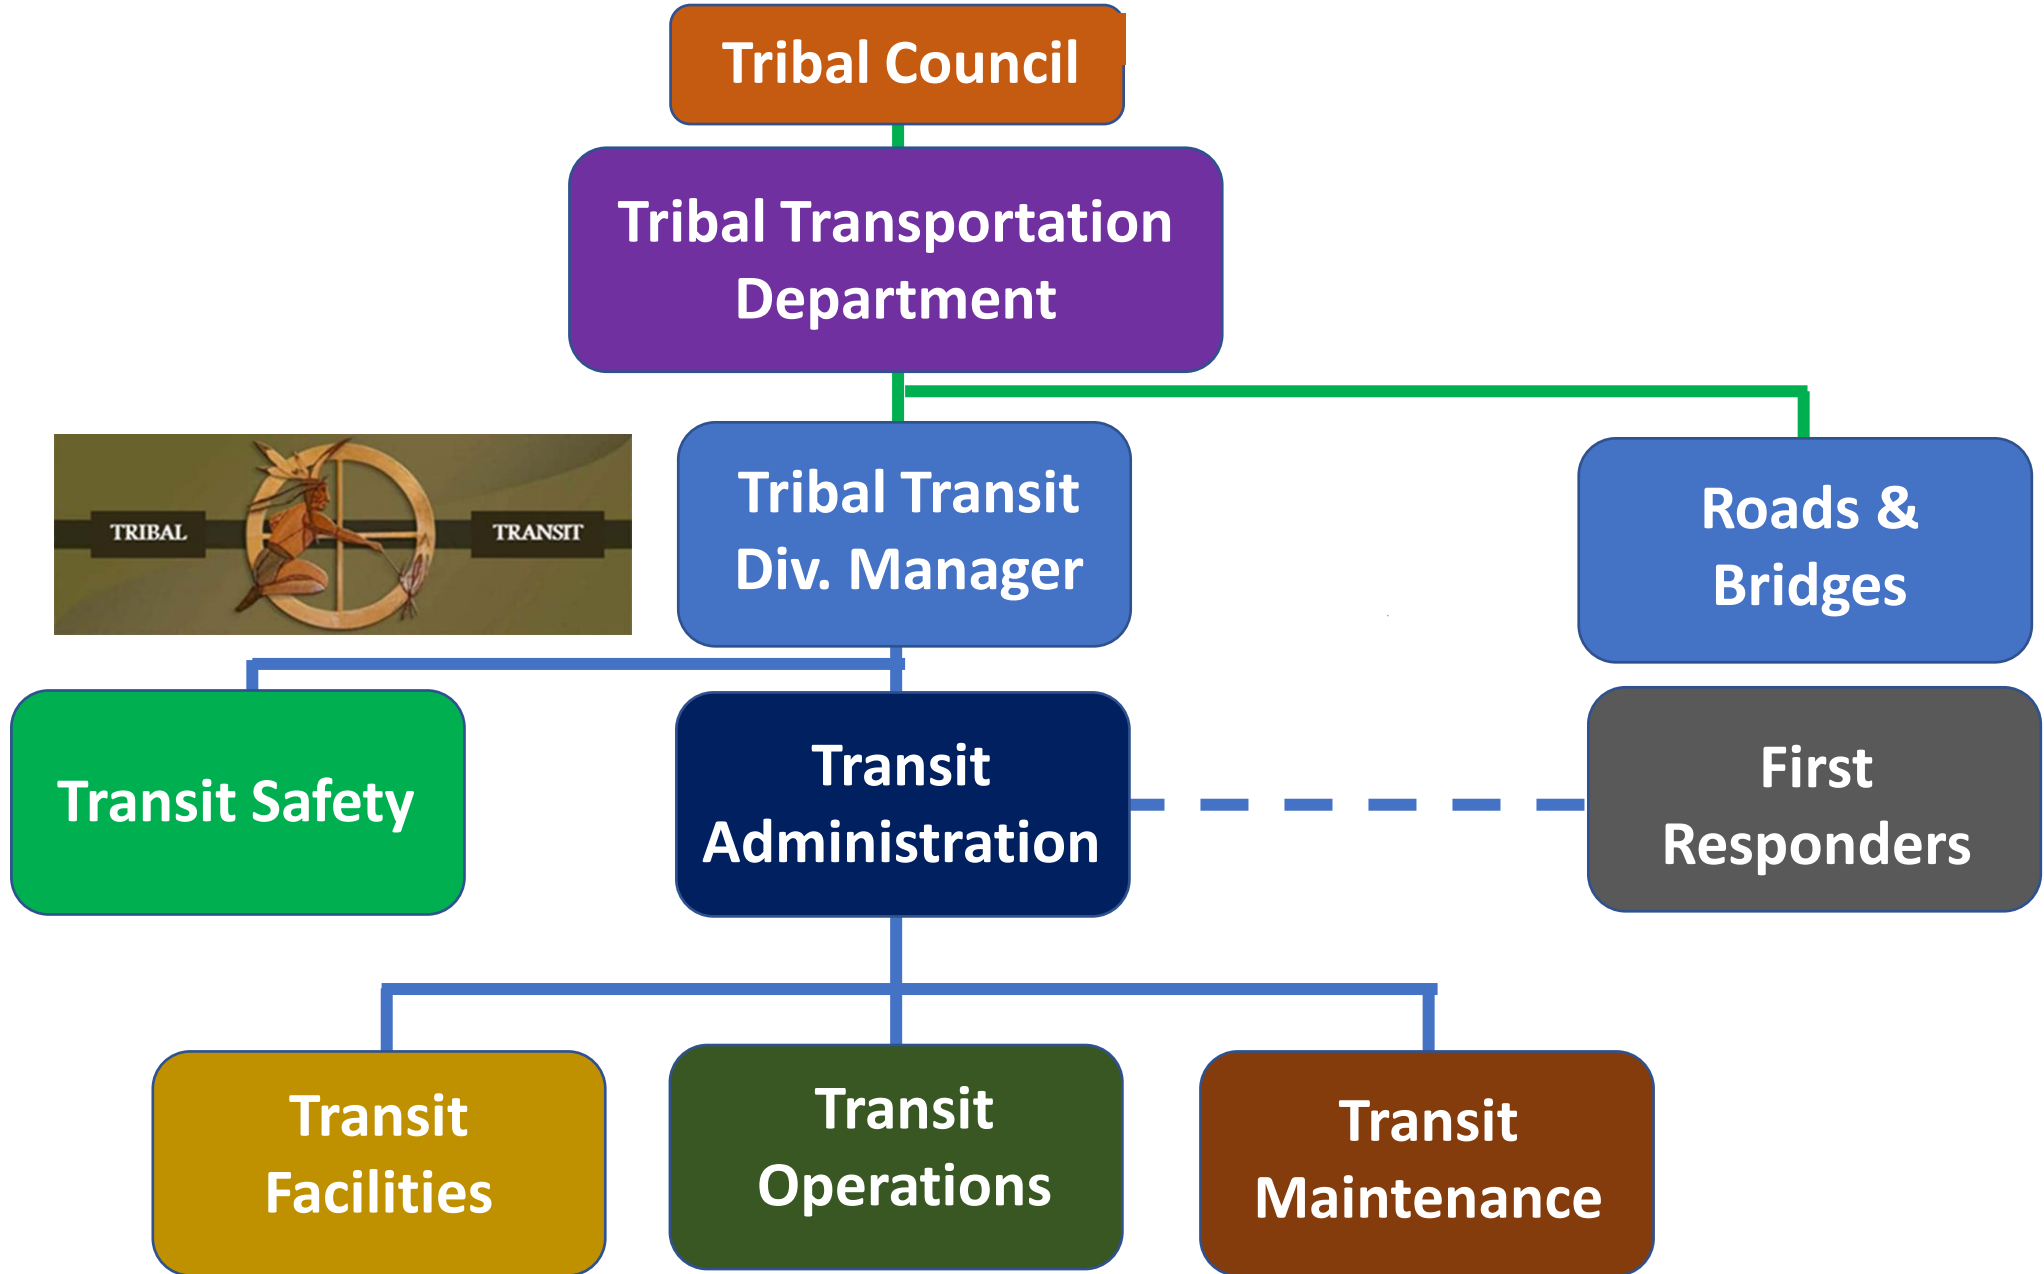 Tribal Council
Tribal Transportation
Department
Tribal Transit
Div. Manager
Roads &
Bridges
TRIBAL
TRANSIT
Transit Safety
Transit
Administration
First
Responders
Transit
Facilities
Transit
Operations
Transit
Maintenance